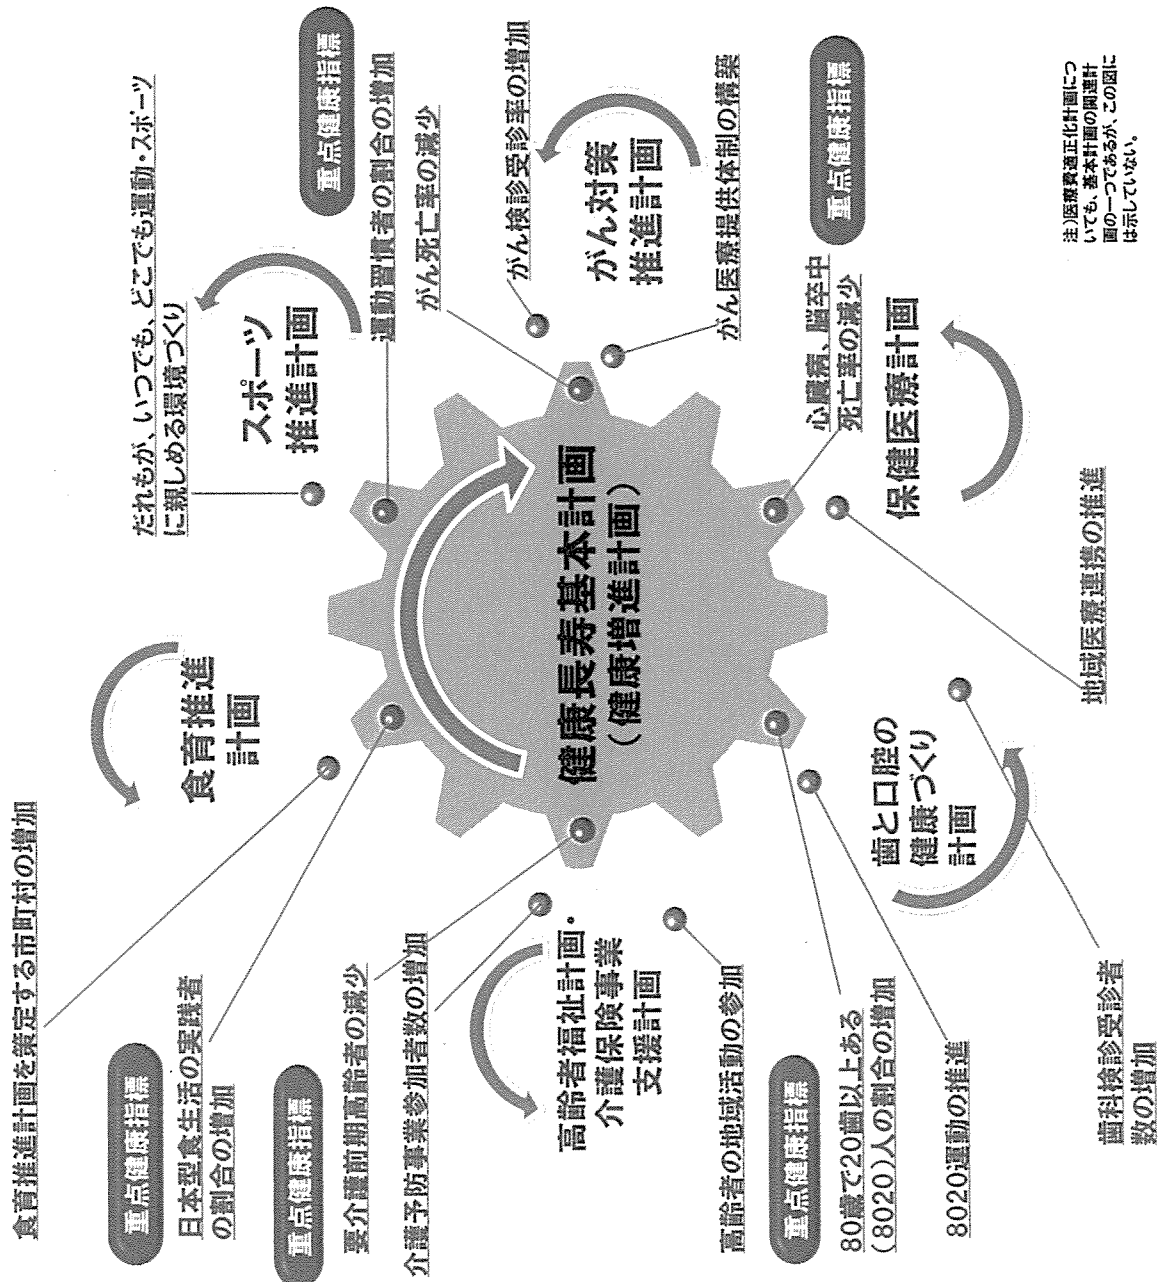 食育推進計画を策定する市町村の増加
重点健康指標
日本型食生活の実践者
の割合の増加
食育推進
計画
だれもが、いつでも、どこでも運動・スポーツ
に親しめる環境づくり
スポーツ
推進計画
重点健康指標
運動習慣者の割合の増加
がん死亡率の減少
重点健康指標
要介護前期高齢者の減少
介護予防事業参加者数の増加
高齢者福祉計画・
介護保険事業
支援計画
高齢者の地域活動の参加
健康長寿基本計画
(健康増進計画)
がん検診受診率の増加
がん対策
推進計画
がん医療提供体制の構築
重点健康指標
80歳で20歯以上ある
(8020)人の割合の増加
8020運動の推進
歯と口腔の
健康づくり
計画
歯科検診受診者
数の増加
重点健康指標
心臓病、脳卒中
死亡率の減少
保健医療計画
地域医療連携の推進
注)医療費適正化計画につ
いても、基本計画の関連計
画の一つであるが、この図に
は示していない。